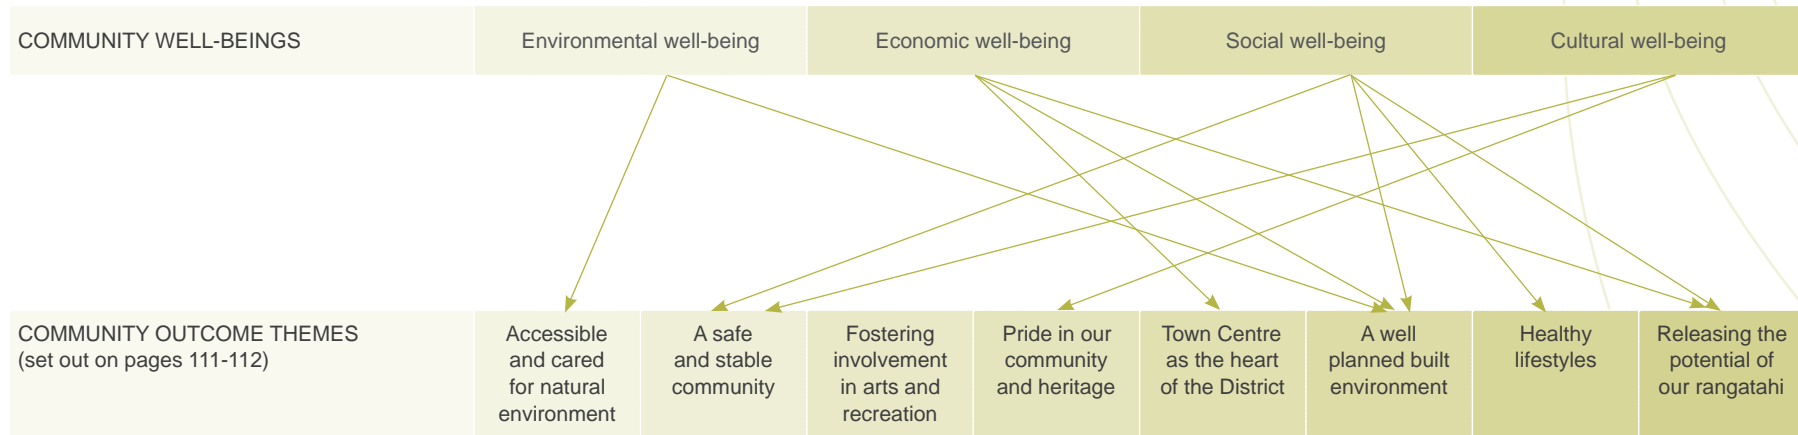 COMMUNITY WELL-BEINGS
Environmental well-being
Economic well-being
Social well-being
Cultural well-being
COMMUNITY OUTCOME THEMES
(set out on pages 111-112)
Accessible
and cared
for natural
environment
A safe
and stable
community
Fostering
involvement
in arts and
recreation
Pride in our
community
and heritage
Town Centre
as the heart
of the District
A well
planned built
environment
Healthy
lifestyles
Releasing the
potential of
our rangatahi